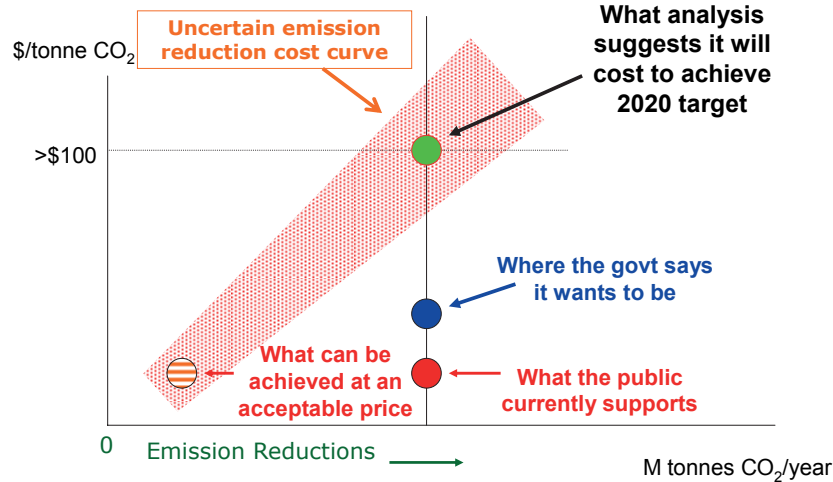 $/tonne CO₂
Uncertain emission
reduction cost curve
What analysis
suggests it will
cost to achieve
2020 target
>$100
Where the govt says
it wants to be
What can be
achieved at an
acceptable price
What the public
currently supports
0
Emission Reductions
M tonnes CO₂/year